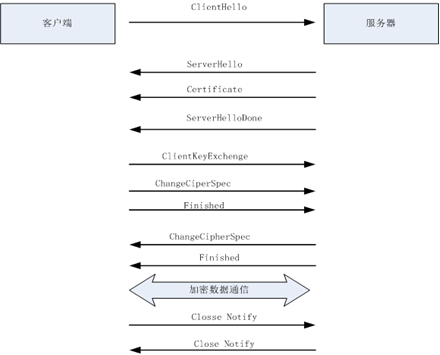 客户端
ClientHello
服务器
ServerHello
Certificate
ServerHelloDone
ClientKeyExchenge
ChangeCiperSpec
Finished
ChangeCipherSpec
Finished
加密数据通信
Closse Notify
Close Notify